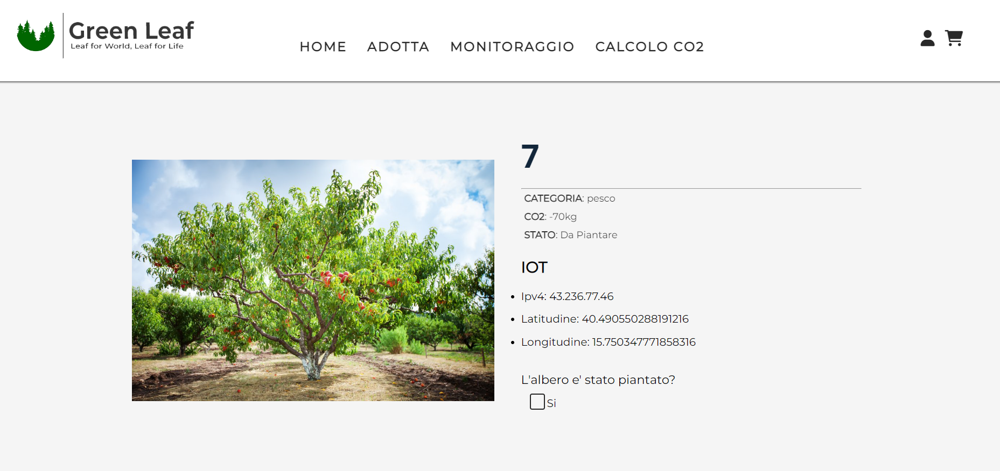 Green Leaf
Leaf for World, Leaf for Life
HOME ADOTTA MONITORAGGIO CALCOLO CO2
7
CATEGORIA: pesco
CO2: -70kg
STATO: Da Piantare
IOT
Ipv4: 43.236.77.46
Latitudine: 40.490550288191216
Longitudine: 15.750347771858316
L'albero e' stato piantato?
Si